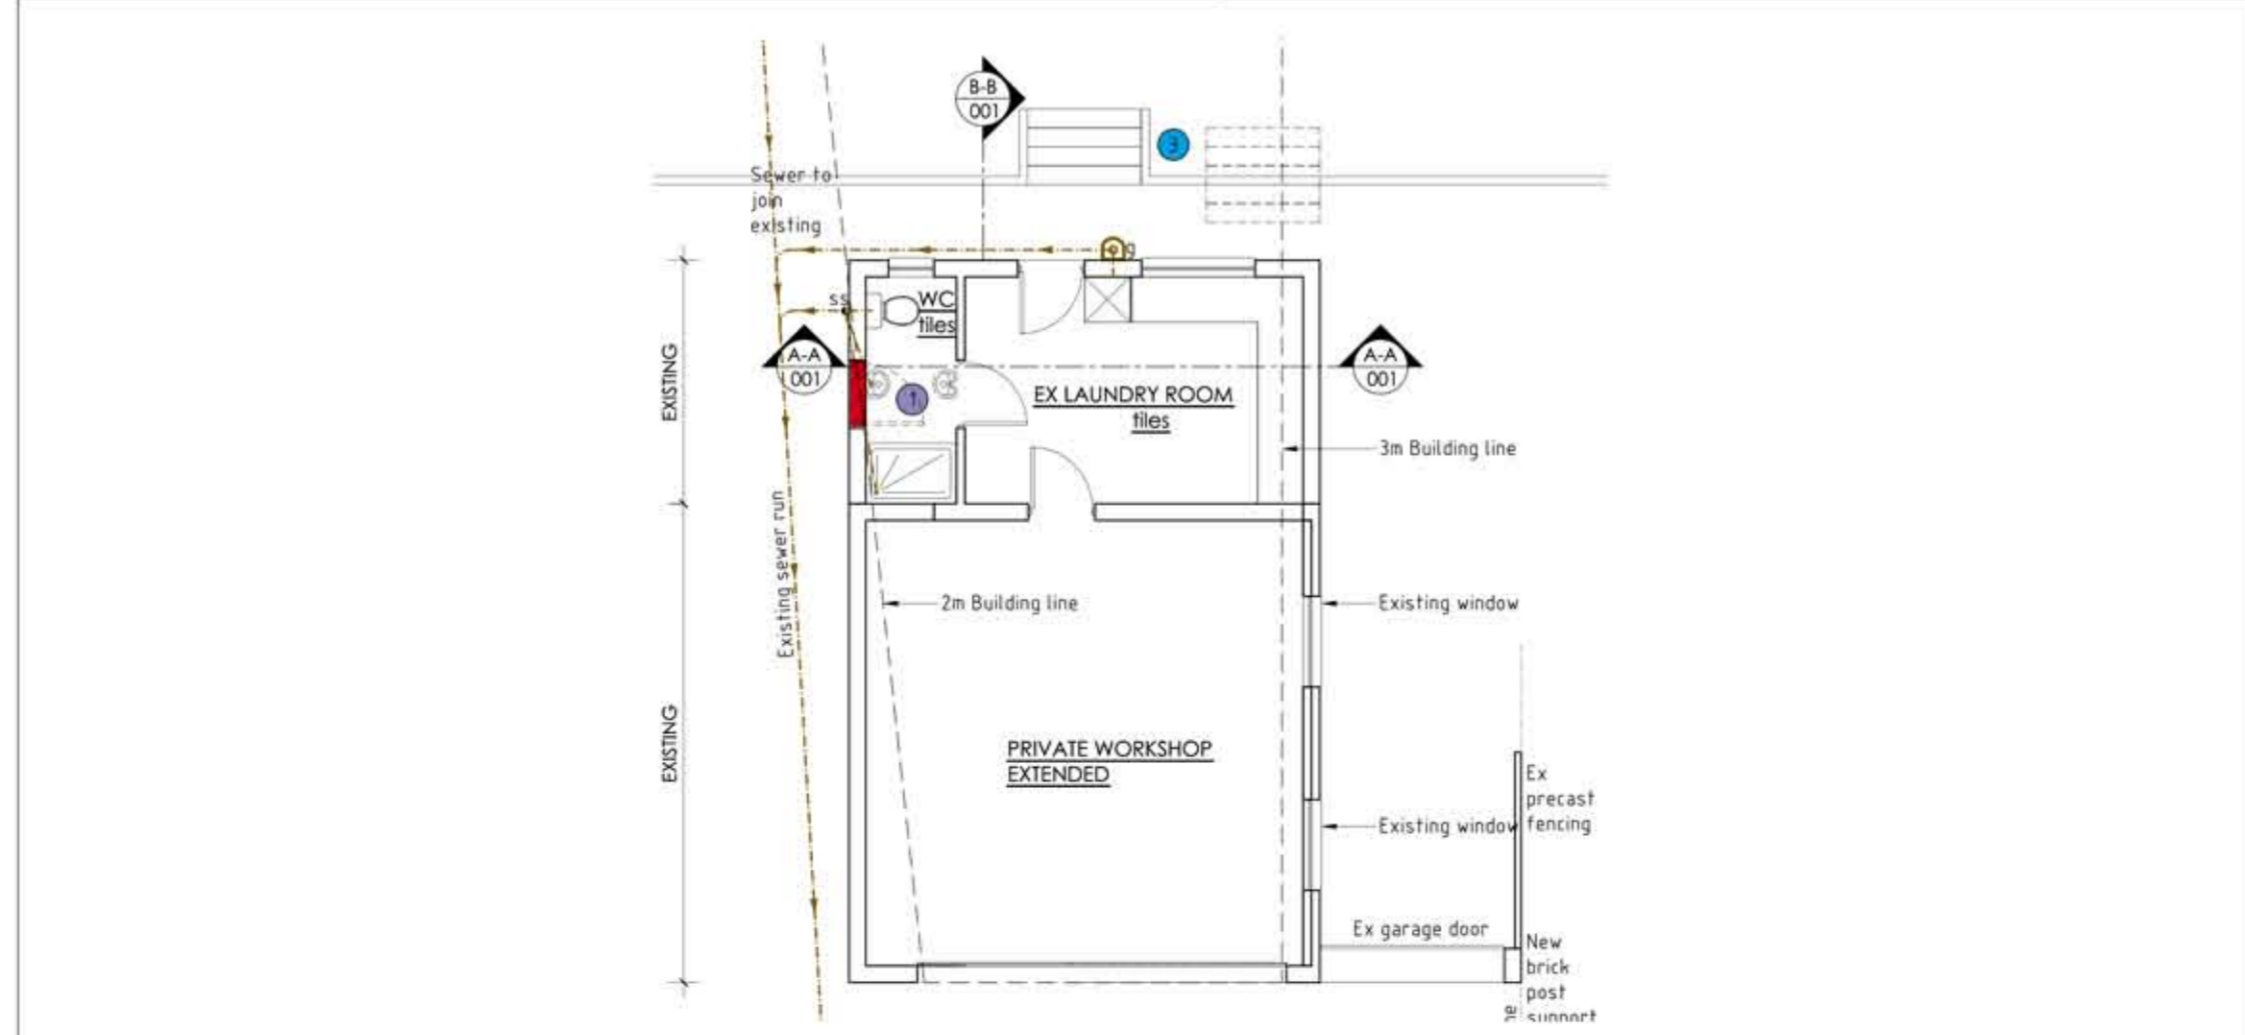 B-B
001
3
Sewer to
join
existing
g
ss
WC
tiles
A-A
001
A-A
001
1
EX LAUNDRY ROOM
tiles
EXISTING
3m Building line
Existing sewer run
2m Building line
Existing window
PRIVATE WORKSHOP
EXTENDED
EXISTING
Existing window
Ex
precast
fencing
Ex garage door
New
brick
post
support